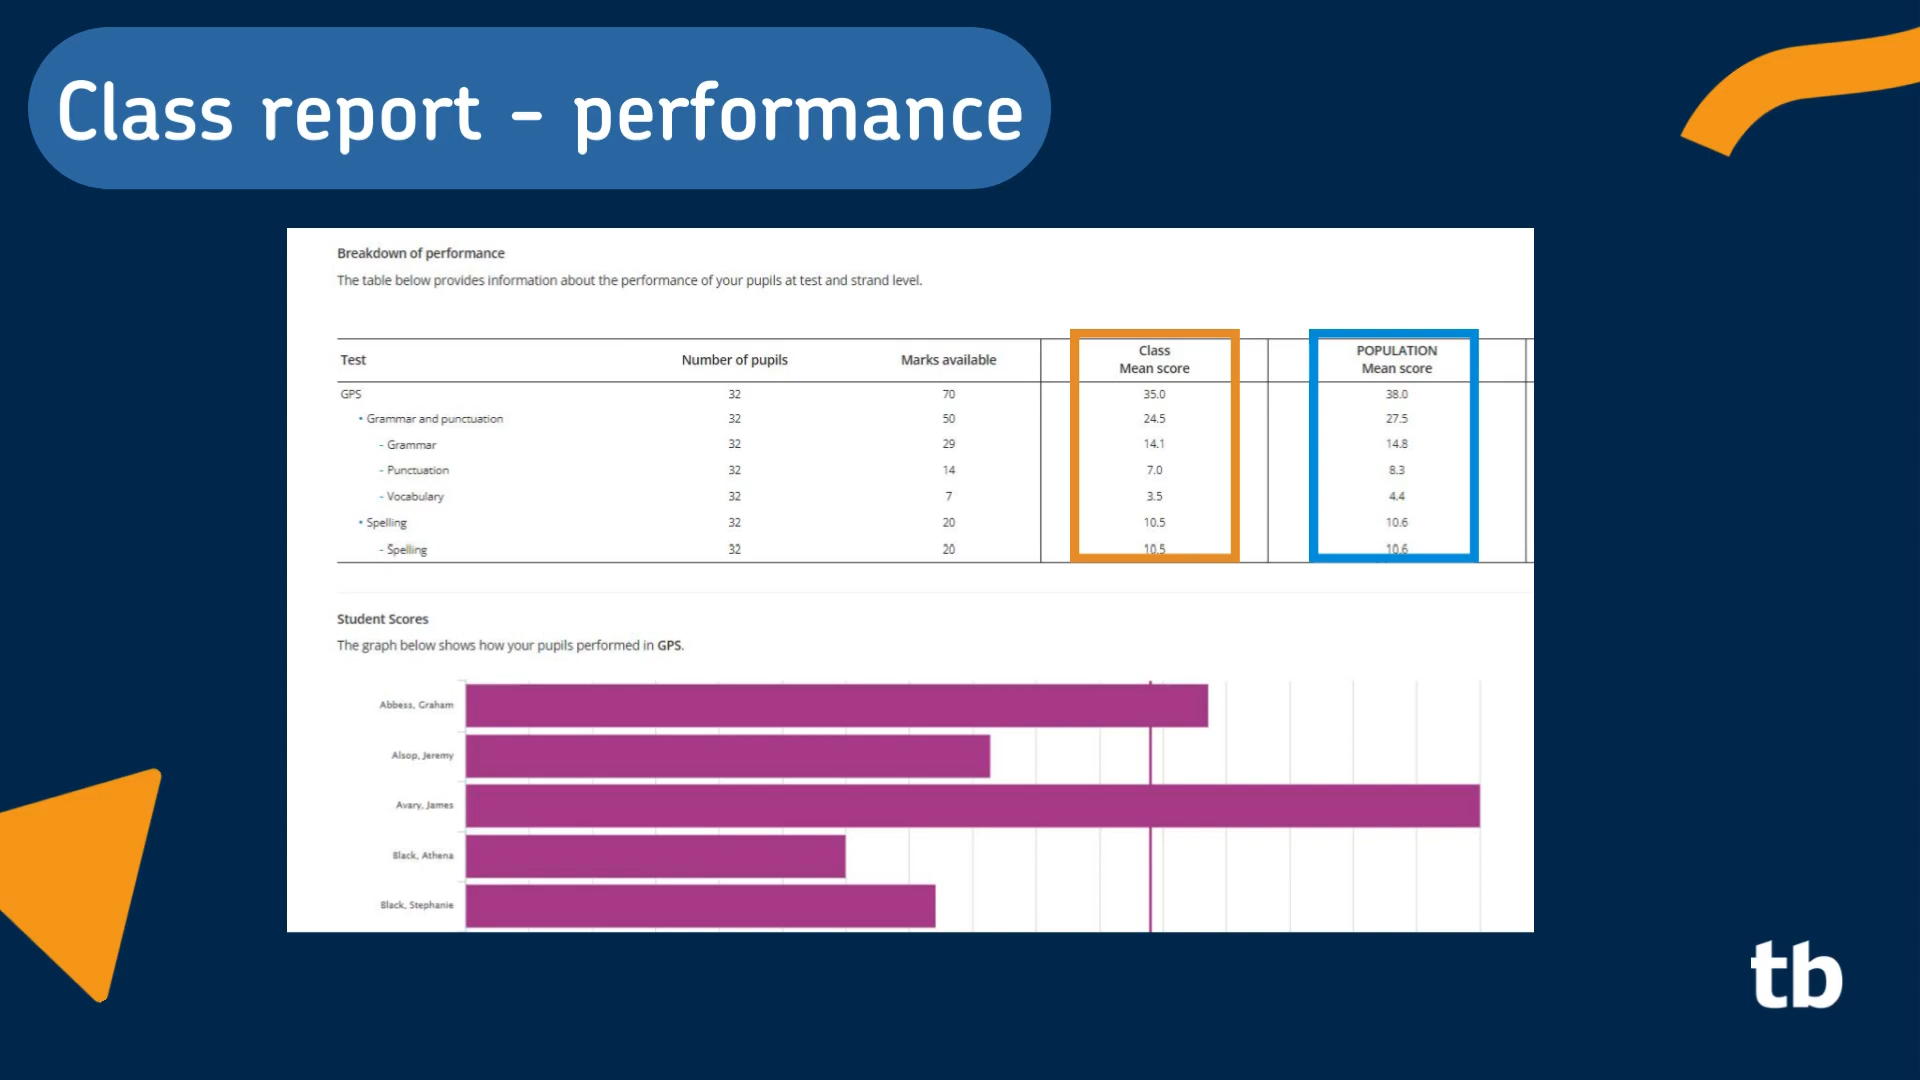 Class report - performance
Breakdown of performance
The table below provides information about the performance of your pupils at test and strand level.
Test Number of pupils Marks available Class Mean score POPULATION Mean score
GPS 32 70 35.0 38.0
• Grammar and punctuation 32 50 24.5 27.5
- Grammar 32 29 14.1 14.8
- Punctuation 32 14 7.0 8.3
- Vocabulary 32 7 3.5 4.4
• Spelling 32 20 10.5 10.6
- Spelling 32 20 10.5 10.6
Student Scores
The graph below shows how your pupils performed in GPS.
Abbess, Graham
Alsop, Jeremy
Avary, James
Black, Athena
Black, Stephanie
tb